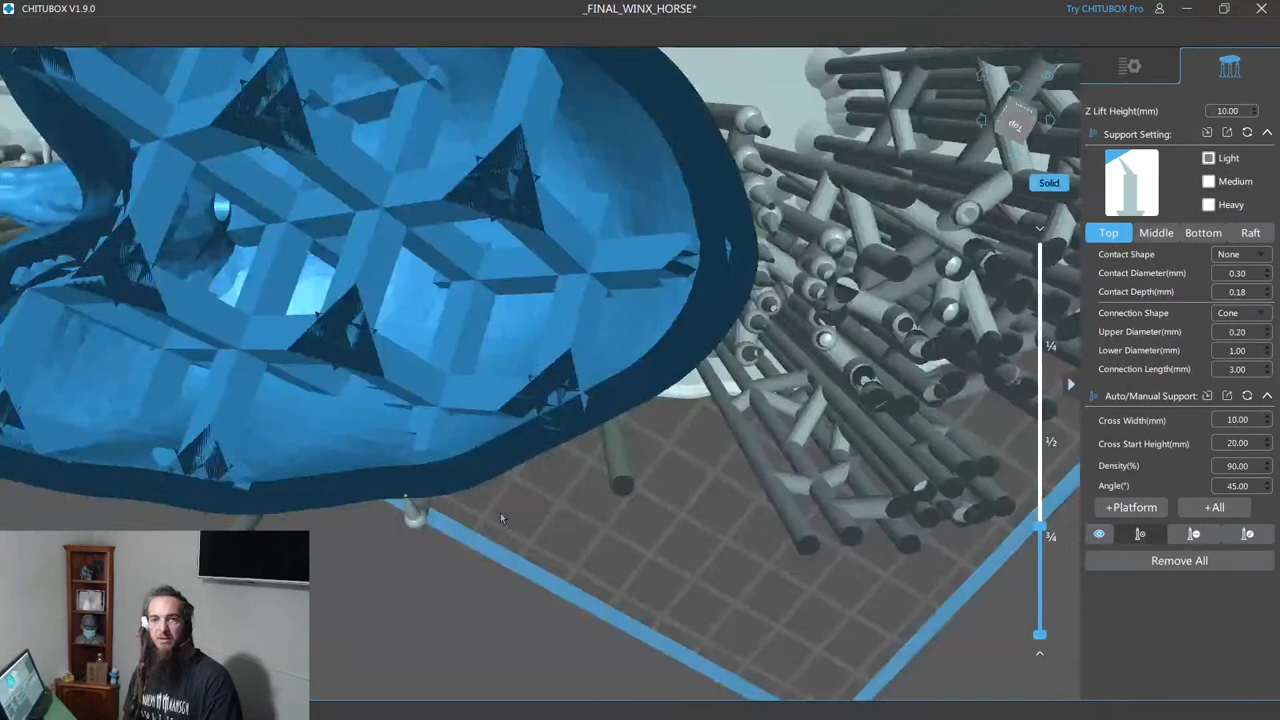 CHITUBOX V1.9.0
_FINAL_WINX_HORSE*
Try CHITUBOX Pro
Z Lift Height(mm) 10.00
Support Setting:
Light
Medium
Heavy
Top Middle Bottom Raft
Contact Shape None
Contact Diameter(mm) 0.30
Contact Depth(mm) 0.18
Connection Shape Cone
Upper Diameter(mm) 0.20
Lower Diameter(mm) 1.00
Connection Length(mm) 3.00
Auto/Manual Support:
Cross Width(mm) 10.00
Cross Start Height(mm) 20.00
Density(%) 90.00
Angle(°) 45.00
+Platform +All
Remove All
Top
Solid
¼
½
¾